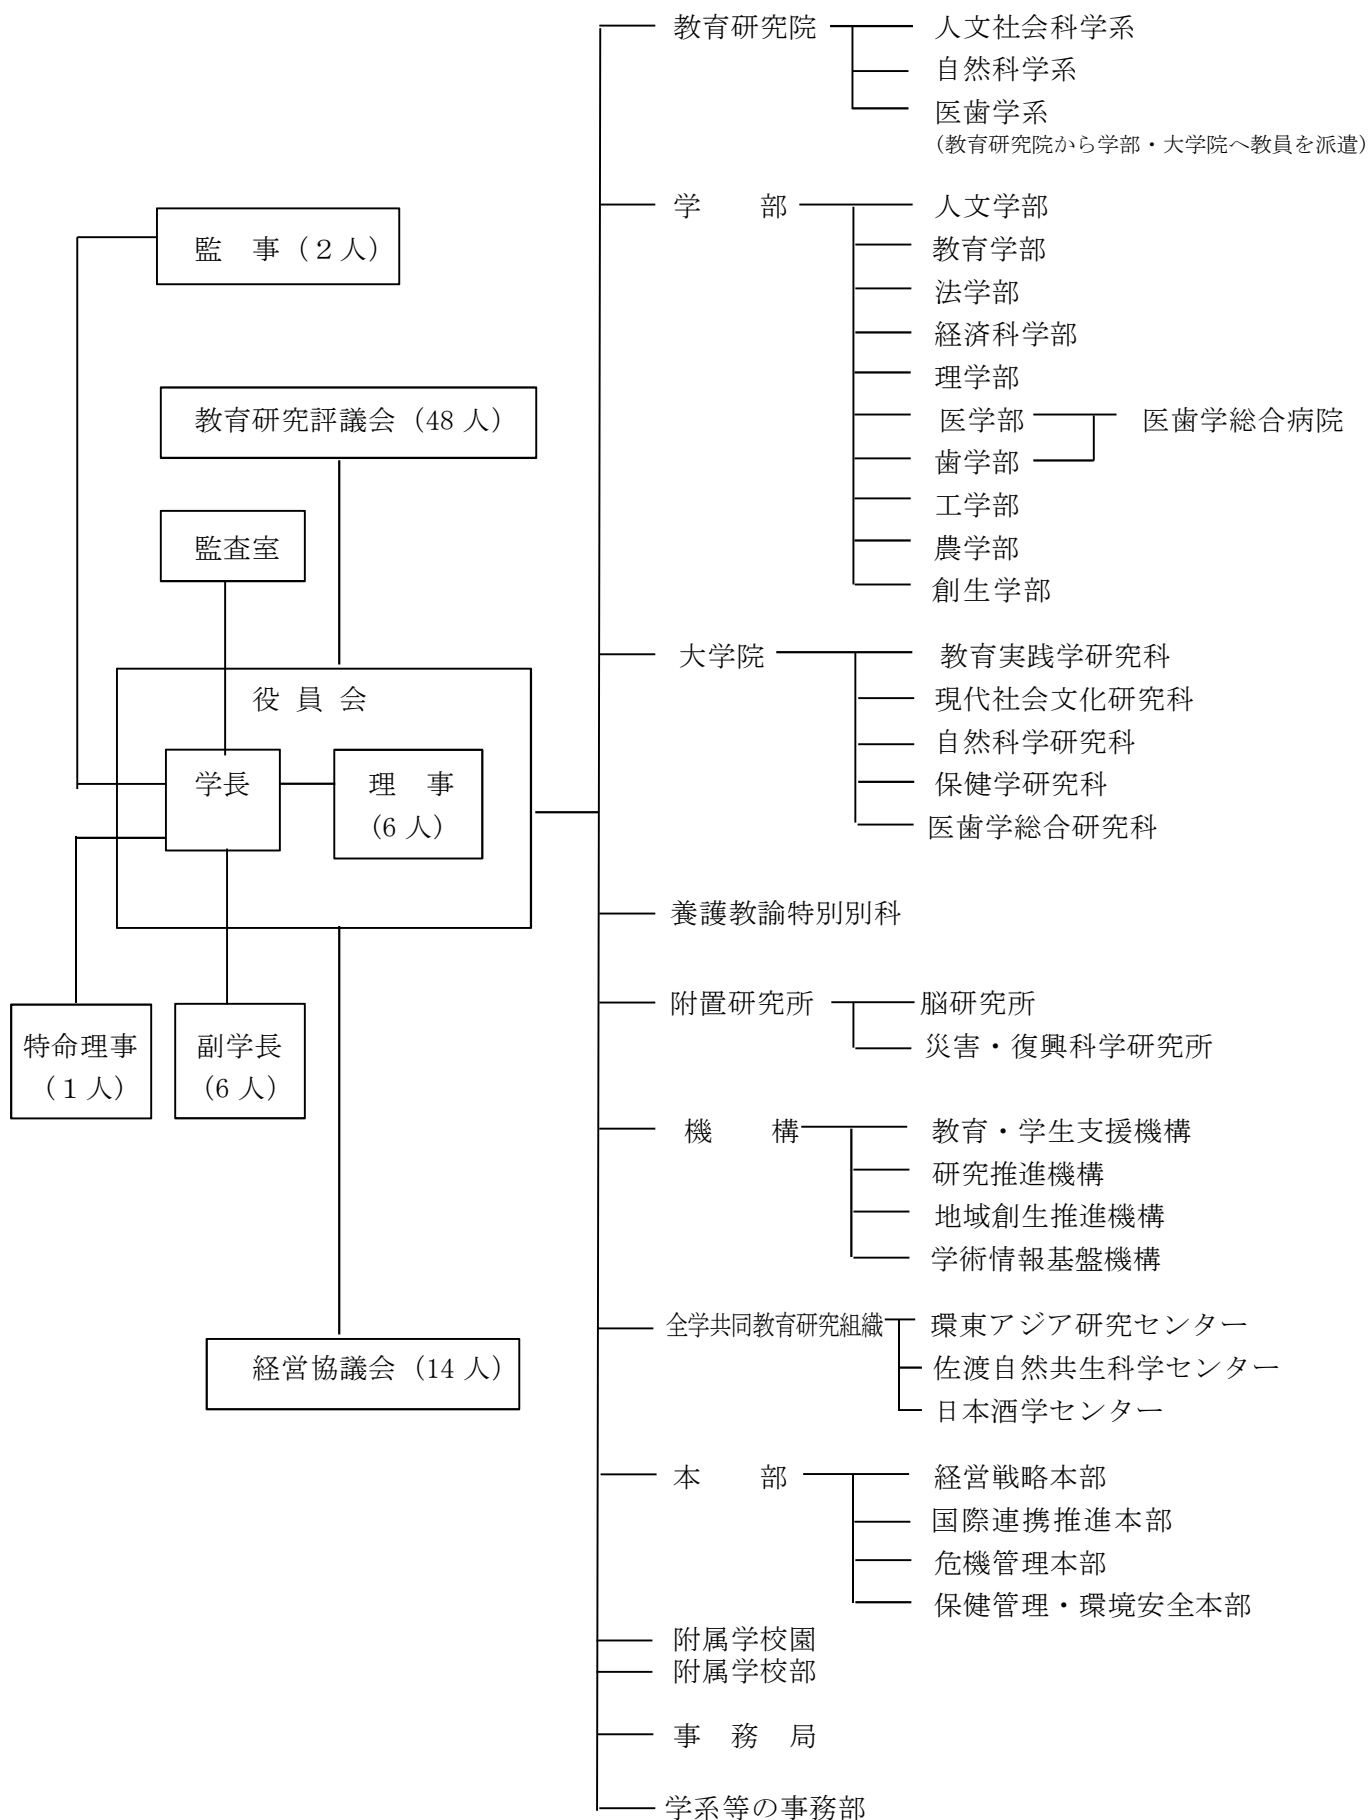 監　事（２人）
教育研究評議会（48 人）
監査室
役 員 会
学長
理　事
(6 人)
特命理事
（１人）
副学長
(6 人)
経営協議会（14 人）
教育研究院
人文社会科学系
自然科学系
医歯学系
（教育研究院から学部・大学院へ教員を派遣）
学　　部
人文学部
教育学部
法学部
経済科学部
理学部
医学部
医歯学総合病院
歯学部
工学部
農学部
創生学部
大学院
教育実践学研究科
現代社会文化研究科
自然科学研究科
保健学研究科
医歯学総合研究科
養護教諭特別別科
附置研究所
脳研究所
災害・復興科学研究所
機　　構
教育・学生支援機構
研究推進機構
地域創生推進機構
学術情報基盤機構
全学共同教育研究組織
環東アジア研究センター
佐渡自然共生科学センター
日本酒学センター
本　　部
経営戦略本部
国際連携推進本部
危機管理本部
保健管理・環境安全本部
附属学校園
附属学校部
事　務　局
学系等の事務部